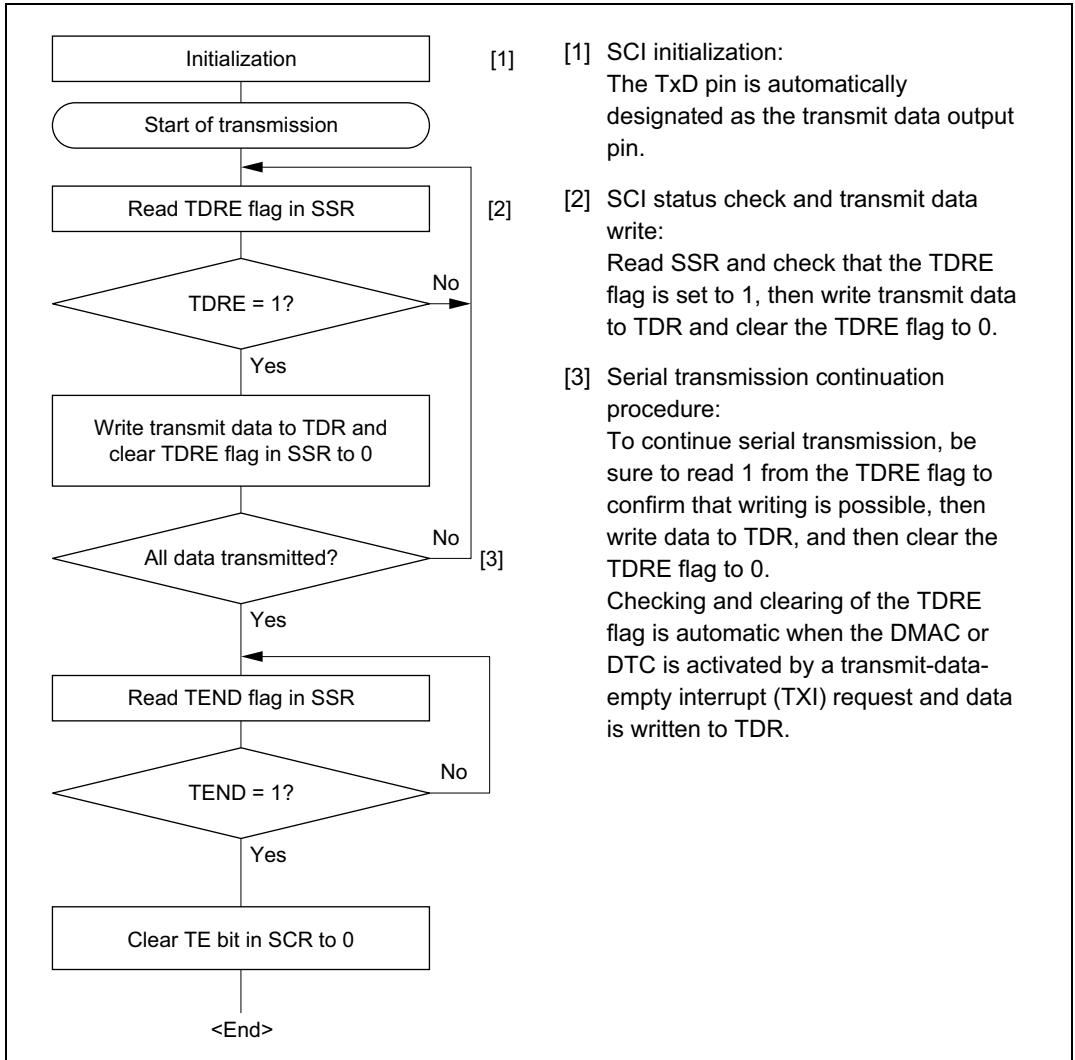 Initialization
[1]
Start of transmission
Read TDRE flag in SSR
[2]
TDRE = 1?
No
Yes
Write transmit data to TDR and
clear TDRE flag in SSR to 0
All data transmitted?
No
[3]
Yes
Read TEND flag in SSR
TEND = 1?
No
Yes
Clear TE bit in SCR to 0
<End>
[1] SCI initialization:
The TxD pin is automatically
designated as the transmit data output
pin.
[2] SCI status check and transmit data
write:
Read SSR and check that the TDRE
flag is set to 1, then write transmit data
to TDR and clear the TDRE flag to 0.
[3] Serial transmission continuation
procedure:
To continue serial transmission, be
sure to read 1 from the TDRE flag to
confirm that writing is possible, then
write data to TDR, and then clear the
TDRE flag to 0.
Checking and clearing of the TDRE
flag is automatic when the DMAC or
DTC is activated by a transmit-data-
empty interrupt (TXI) request and data
is written to TDR.